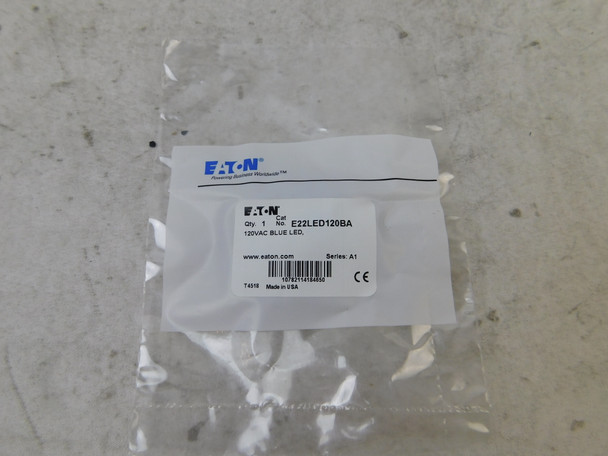 EATON®
Powering Business Worldwide™
EATON®
Qty. 1 Cat No. E22LED120BA
120VAC BLUE LED,
www.eaton.com Series: A1
10782114184650
T4518 Made in USA CE